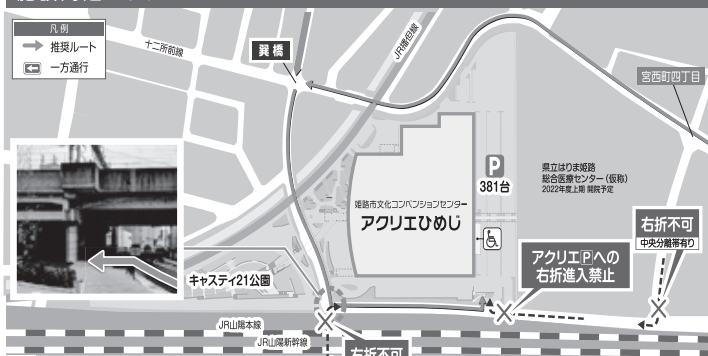 凡例
推奨ルート
一方通行
十二所前線
巽橋
JR播但線
宮西町四丁目
P
381台
県立はりま姫路
総合医療センター(仮称)
2022年度上期 開院予定
姫路市文化コンベンションセンター
アクリエひめじ
右折不可
中央分離帯有り
アクリエPへの
右折進入禁止
キャスティ21公園
JR山陽本線
JR山陽新幹線
右折不可